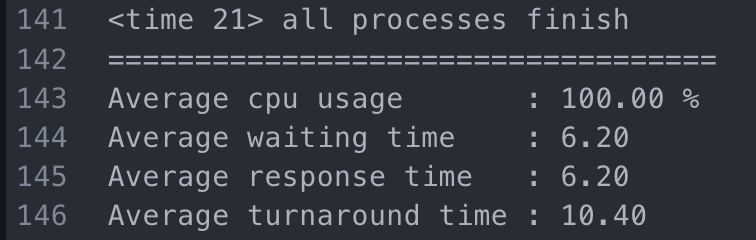 141 <time 21> all processes finish
142 ===================================
143 Average cpu usage       : 100.00 %
144 Average waiting time    : 6.20
145 Average response time   : 6.20
146 Average turnaround time : 10.40